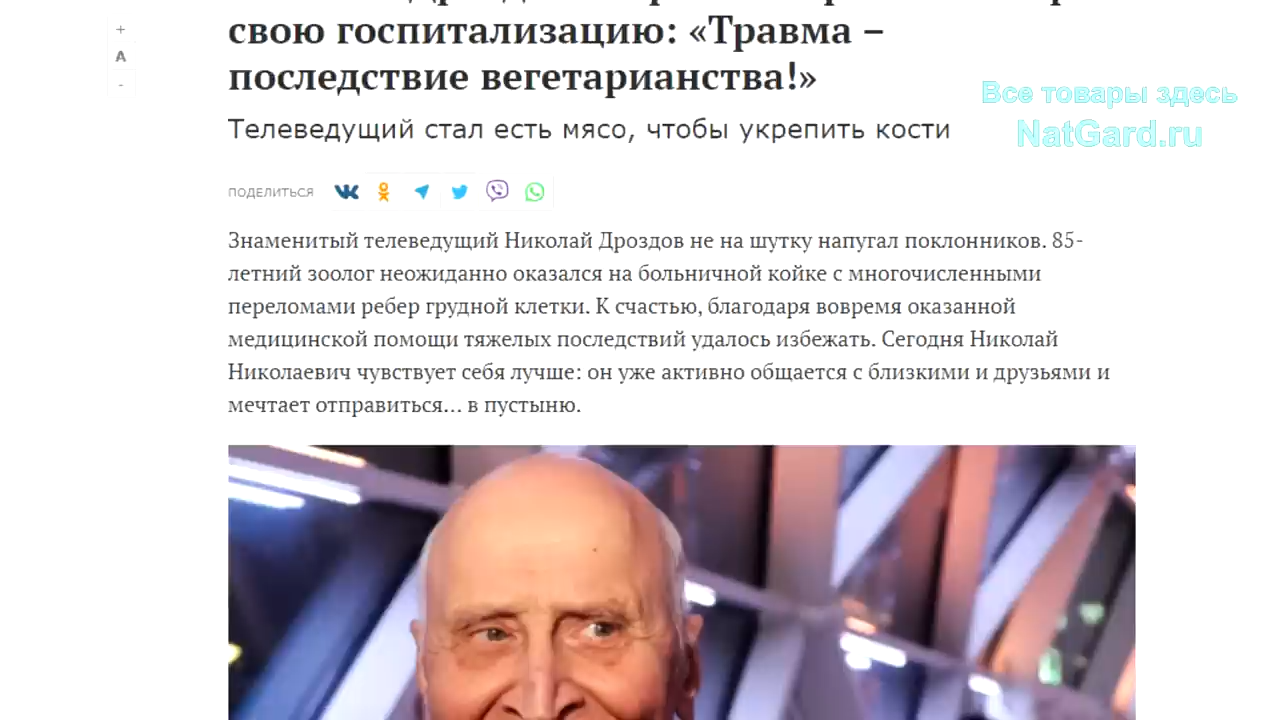 свою госпитализацию: «Травма –
последствие вегетарианства!»
Телеведущий стал есть мясо, чтобы укрепить кости
+
A
-
Все товары здесь
NatGard.ru
ПОДЕЛИТЬСЯ
Знаменитый телеведущий Николай Дроздов не на шутку напугал поклонников. 85-
летний зоолог неожиданно оказался на больничной койке с многочисленными
переломами ребер грудной клетки. К счастью, благодаря вовремя оказанной
медицинской помощи тяжелых последствий удалось избежать. Сегодня Николай
Николаевич чувствует себя лучше: он уже активно общается с близкими и друзьями и
мечтает отправиться... в пустыню.